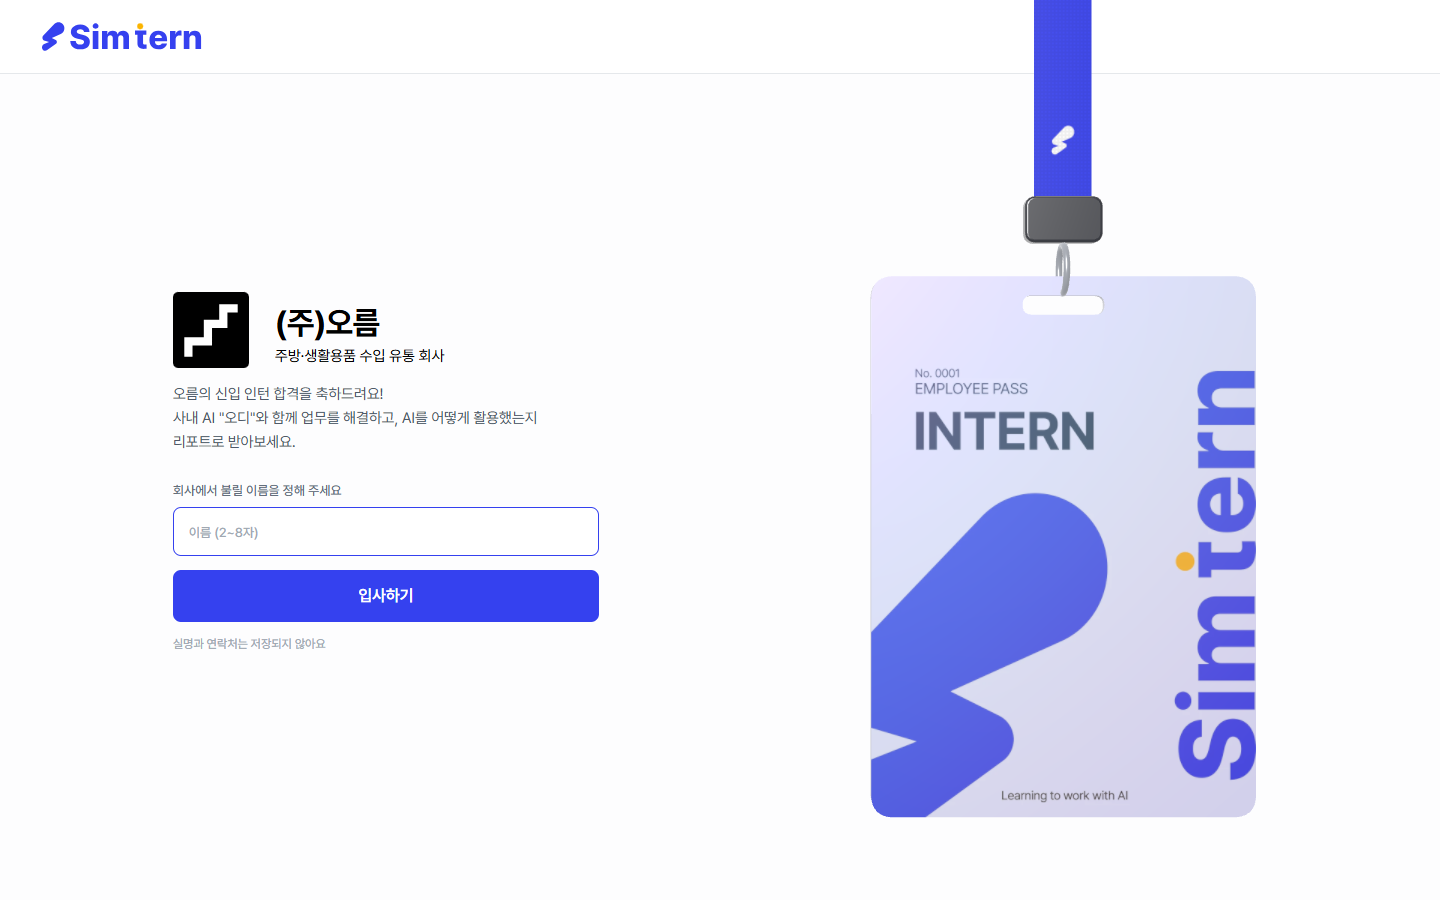 Simtern
(주)오름
주방·생활용품 수입 유통 회사
오름의 신입 인턴 합격을 축하드려요!
사내 AI "오디"와 함께 업무를 해결하고, AI를 어떻게 활용했는지
리포트로 받아보세요.
회사에서 불릴 이름을 정해 주세요
이름 (2~8자)
입사하기
실명과 연락처는 저장되지 않아요
No. 0001
EMPLOYEE PASS
INTERN
Simtern
Learning to work with AI